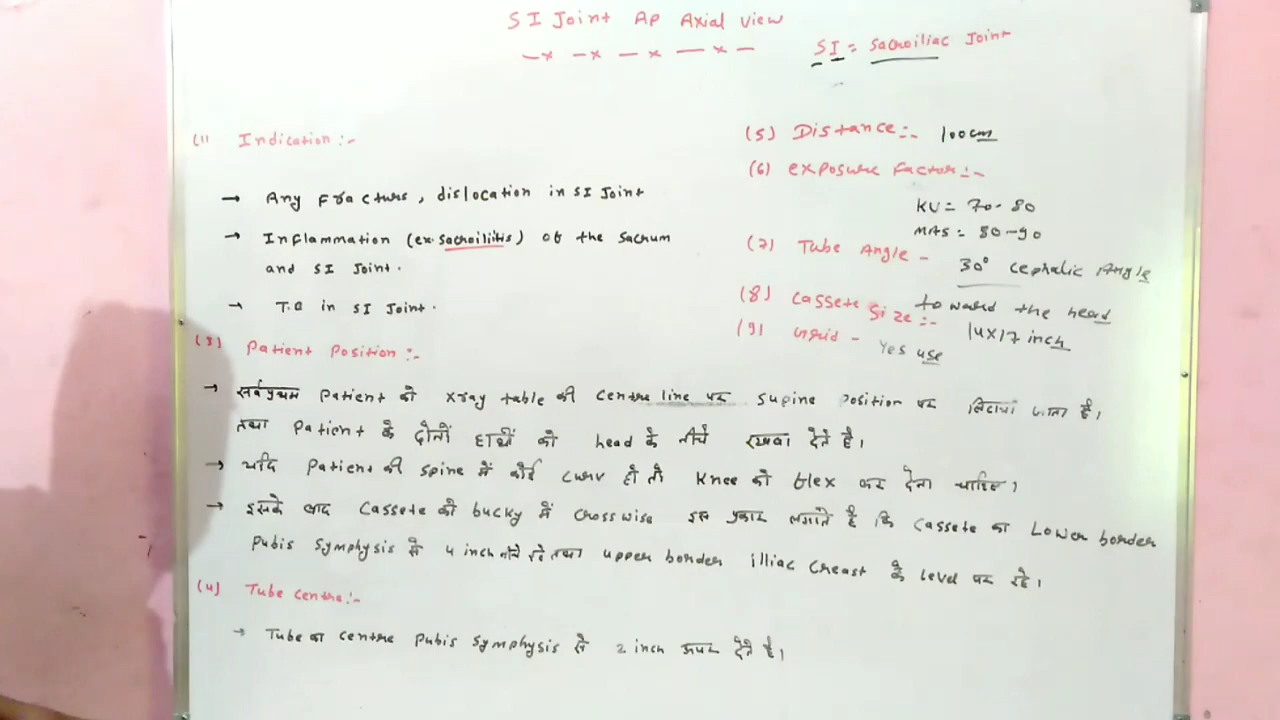 SI Joint AP Axial View
SI = Sacroiliac Joint
(1) Indication :-
→ Any Fracture, dislocation in SI Joint
→ Inflammation (ex. Sacroiliitis) of the Sacrum
and SI Joint.
→ T.B in SI Joint.
(3) Patient Position :-
→ सर्वप्रथम Patient को xray table की centre line पर Supine Position पर लिटाया जाता है।
तथा Patient के दोनों हाथों को head के नीचे रखवा देते है।
→ यदि Patient की Spine में कोई curv हो तो Knee को flex कर देना चाहिए।
→ इसके बाद Cassete को bucky में Crosswise इस प्रकार लगाते है कि Cassete का Lower border
Pubis Symphysis से 4 inch नीचे रहे तथा upper border illiac Creast के level पर रहे।
(4) Tube Centre :-
→ Tube का centre Pubis Symphysis से 2 inch ऊपर देते है।
(5) Distance :- 100cm
(6) exposure Factor :-
KV = 70-80
MAS = 80-90
(7) Tube Angle - 30° cephalic Angle
toward the head
(8) Cassete Size :- 14x17 inch
(9) Grid - Yes use